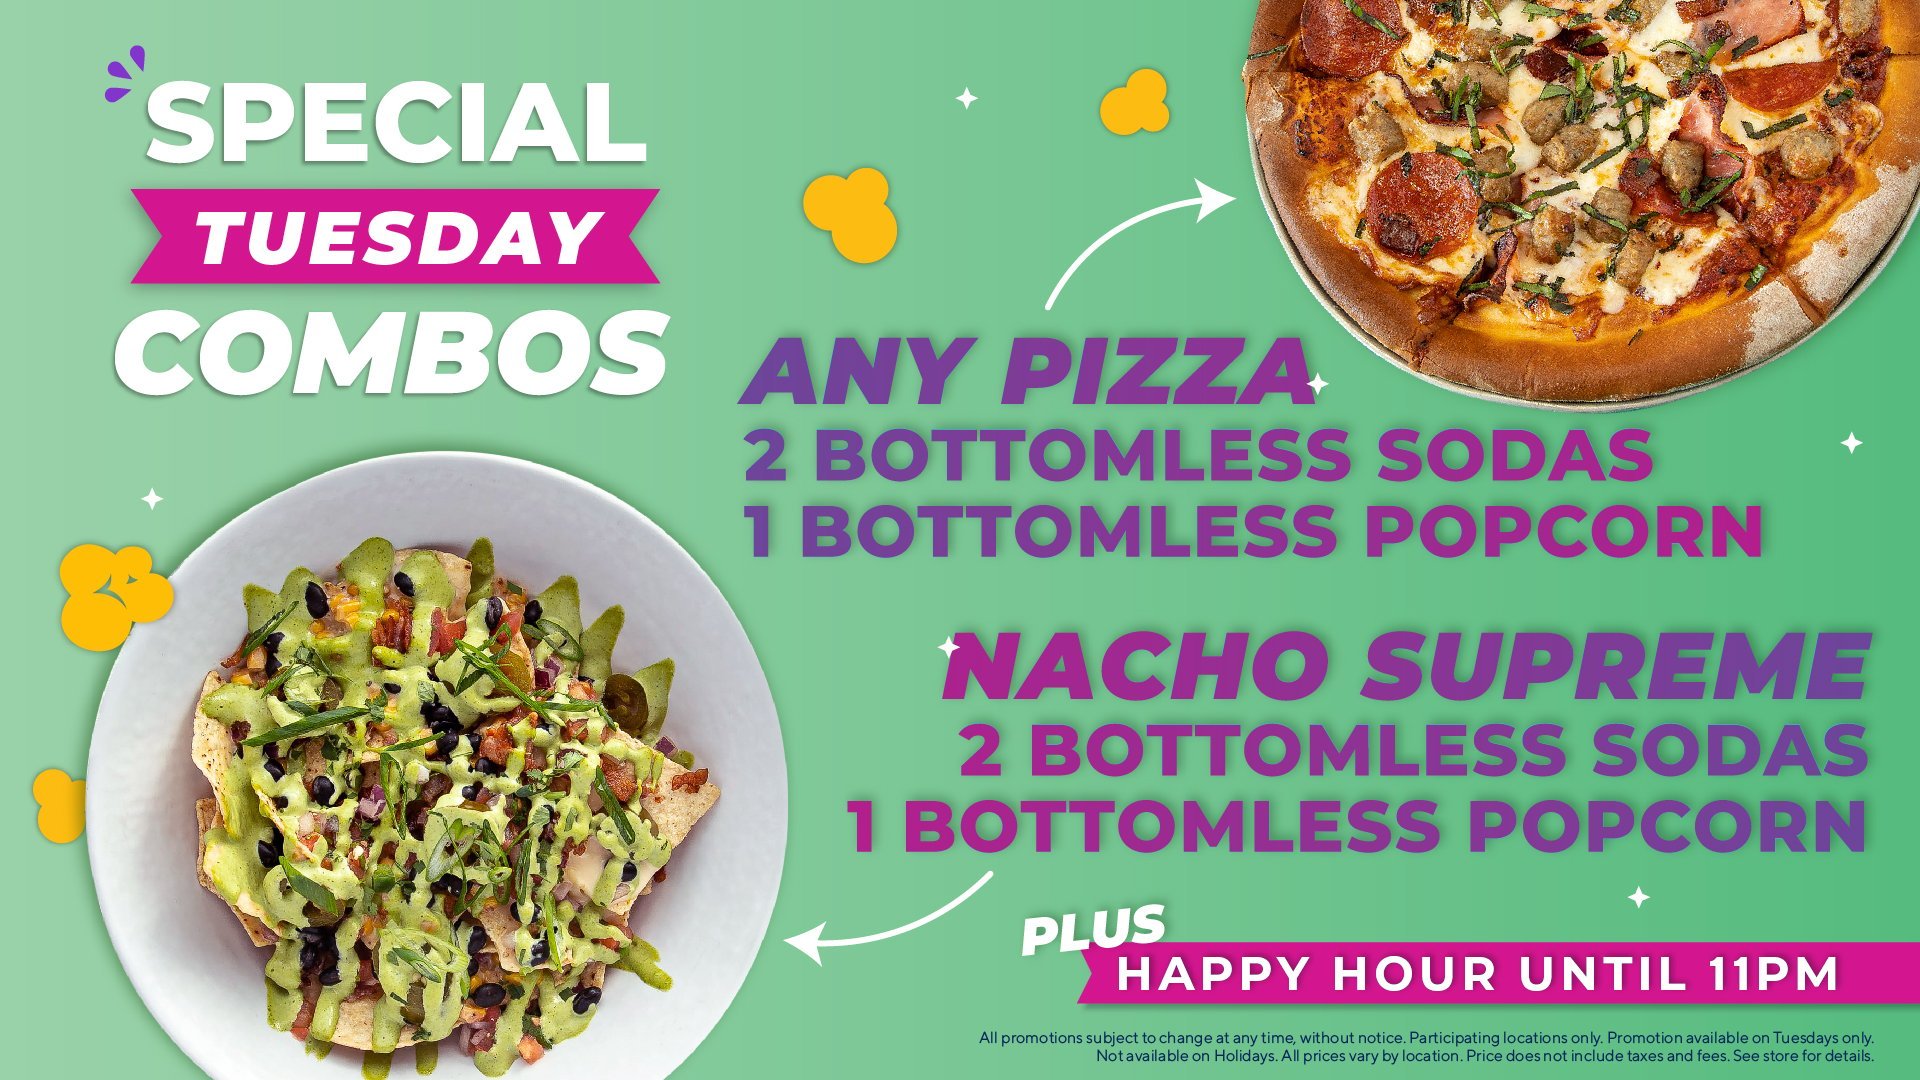 SPECIAL
TUESDAY
COMBOS
ANY PIZZA
2 BOTTOMLESS SODAS
1 BOTTOMLESS POPCORN
NACHO SUPREME
2 BOTTOMLESS SODAS
1 BOTTOMLESS POPCORN
PLUS
HAPPY HOUR UNTIL 11PM
All promotions subject to change at any time, without notice. Participating locations only. Promotion available on Tuesdays only.
Not available on Holidays. All prices vary by location. Price does not include taxes and fees. See store for details.